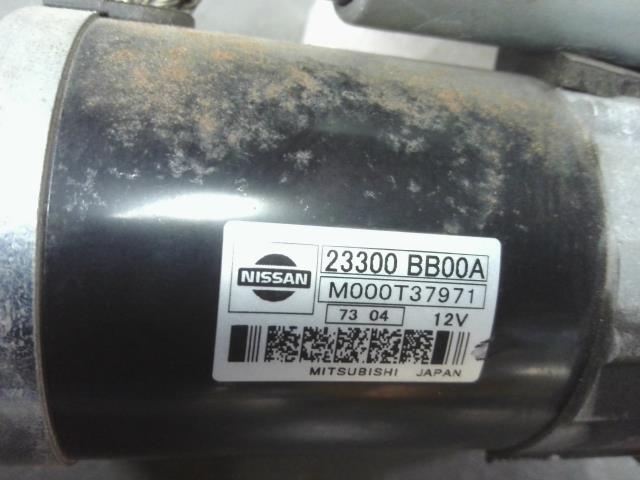 NISSAN
23300 BB00A
M000T37971
73 04
12V
MITSUBISHI JAPAN